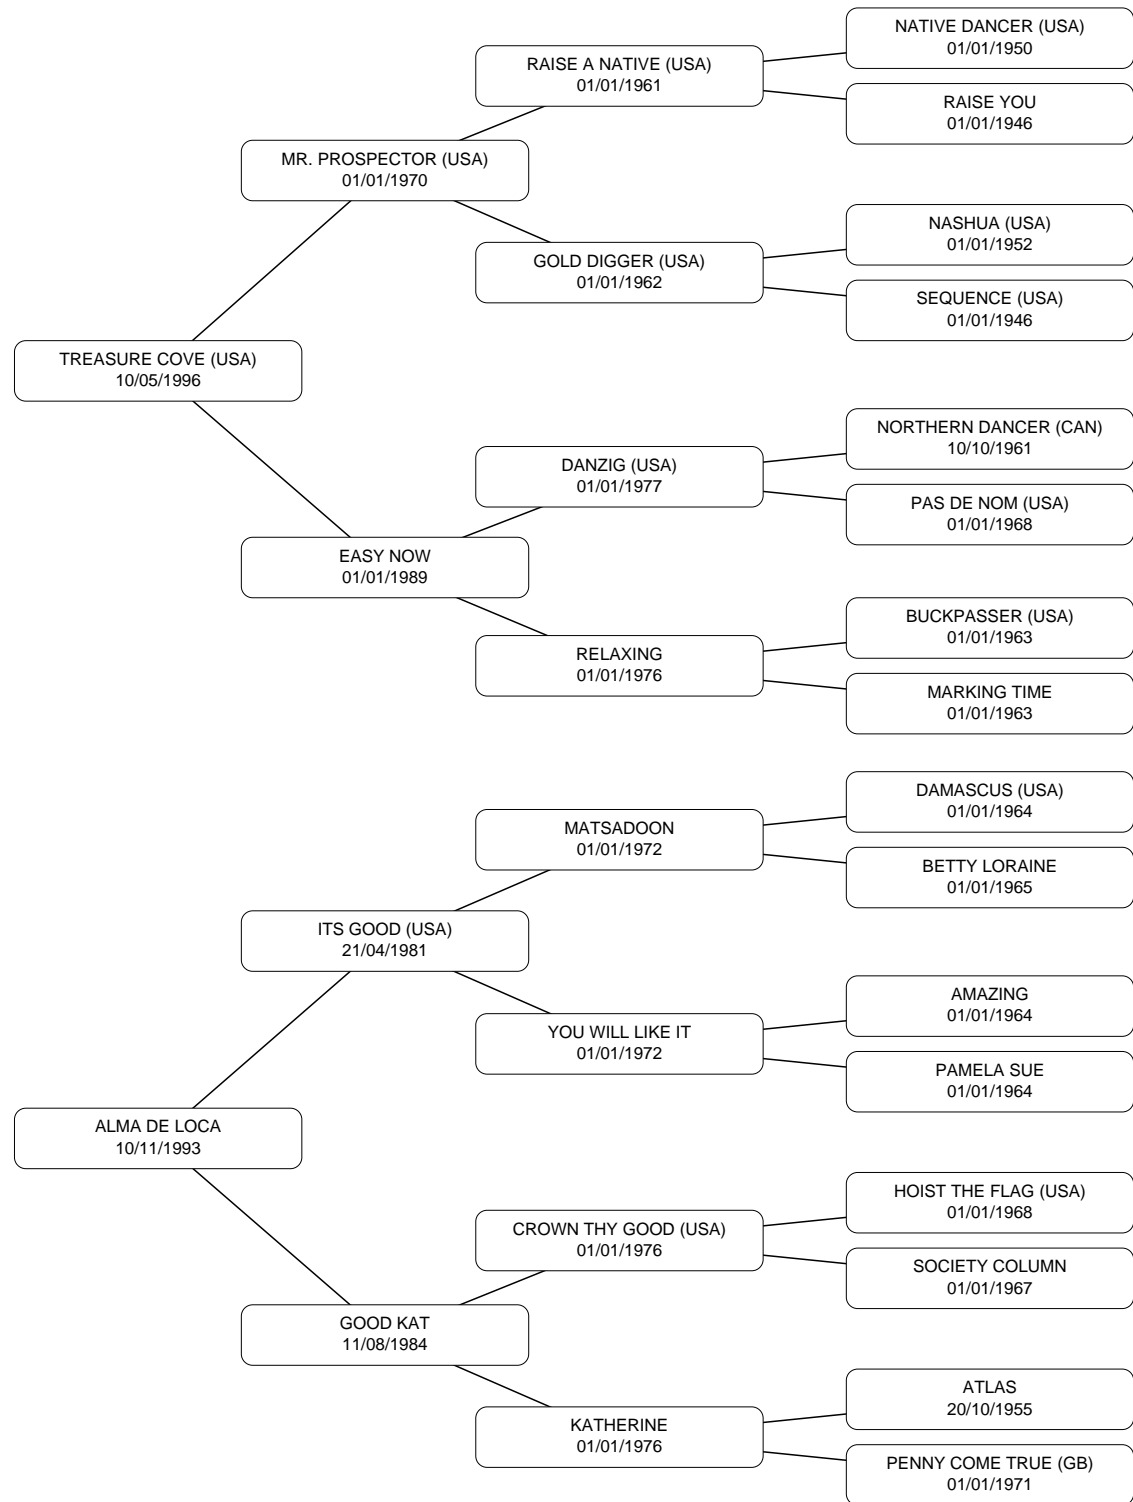 NATIVE DANCER (USA)
01/01/1950
RAISE A NATIVE (USA)
01/01/1961
RAISE YOU
01/01/1946
MR. PROSPECTOR (USA)
01/01/1970
NASHUA (USA)
01/01/1952
GOLD DIGGER (USA)
01/01/1962
SEQUENCE (USA)
01/01/1946
TREASURE COVE (USA)
10/05/1996
NORTHERN DANCER (CAN)
10/10/1961
DANZIG (USA)
01/01/1977
PAS DE NOM (USA)
01/01/1968
EASY NOW
01/01/1989
BUCKPASSER (USA)
01/01/1963
RELAXING
01/01/1976
MARKING TIME
01/01/1963
DAMASCUS (USA)
01/01/1964
MATSADOON
01/01/1972
BETTY LORAINE
01/01/1965
ITS GOOD (USA)
21/04/1981
AMAZING
01/01/1964
YOU WILL LIKE IT
01/01/1972
PAMELA SUE
01/01/1964
ALMA DE LOCA
10/11/1993
HOIST THE FLAG (USA)
01/01/1968
CROWN THY GOOD (USA)
01/01/1976
SOCIETY COLUMN
01/01/1967
GOOD KAT
11/08/1984
ATLAS
20/10/1955
KATHERINE
01/01/1976
PENNY COME TRUE (GB)
01/01/1971